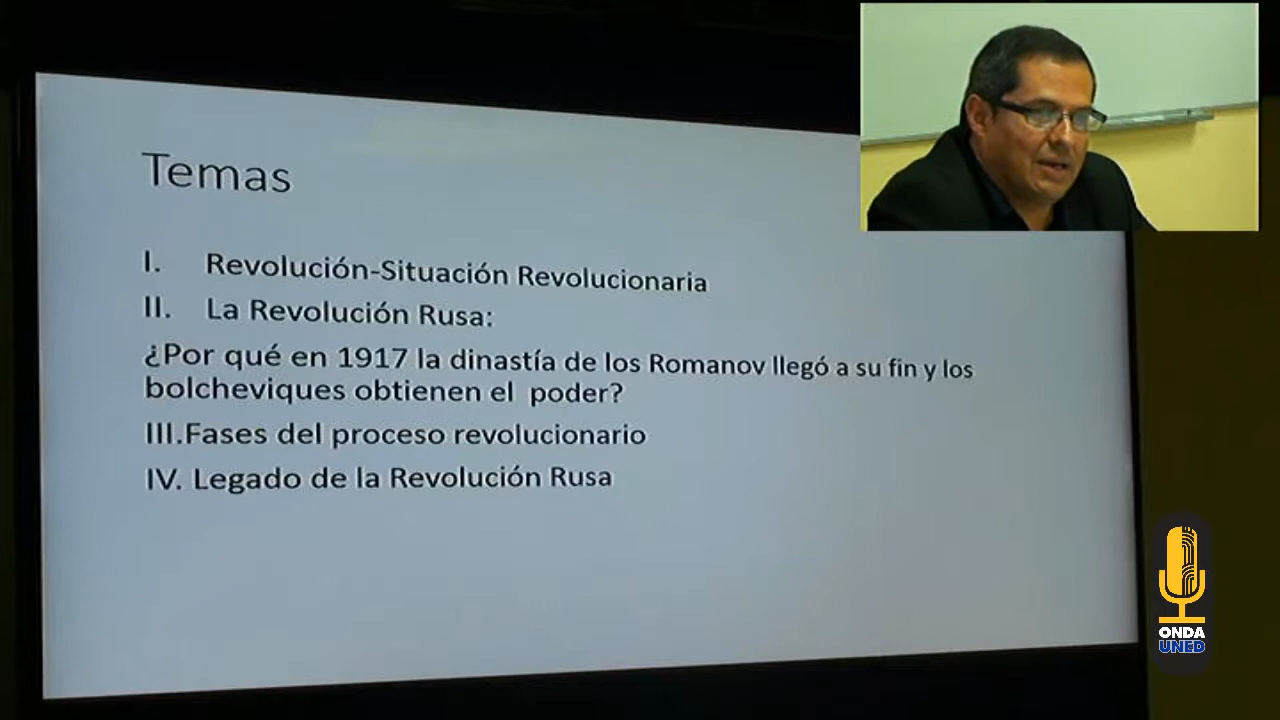 Temas
I. Revolución-Situación Revolucionaria
II. La Revolución Rusa:
¿Por qué en 1917 la dinastía de los Romanov llegó a su fin y los
bolcheviques obtienen el poder?
III.Fases del proceso revolucionario
IV. Legado de la Revolución Rusa
ONDA
UNED